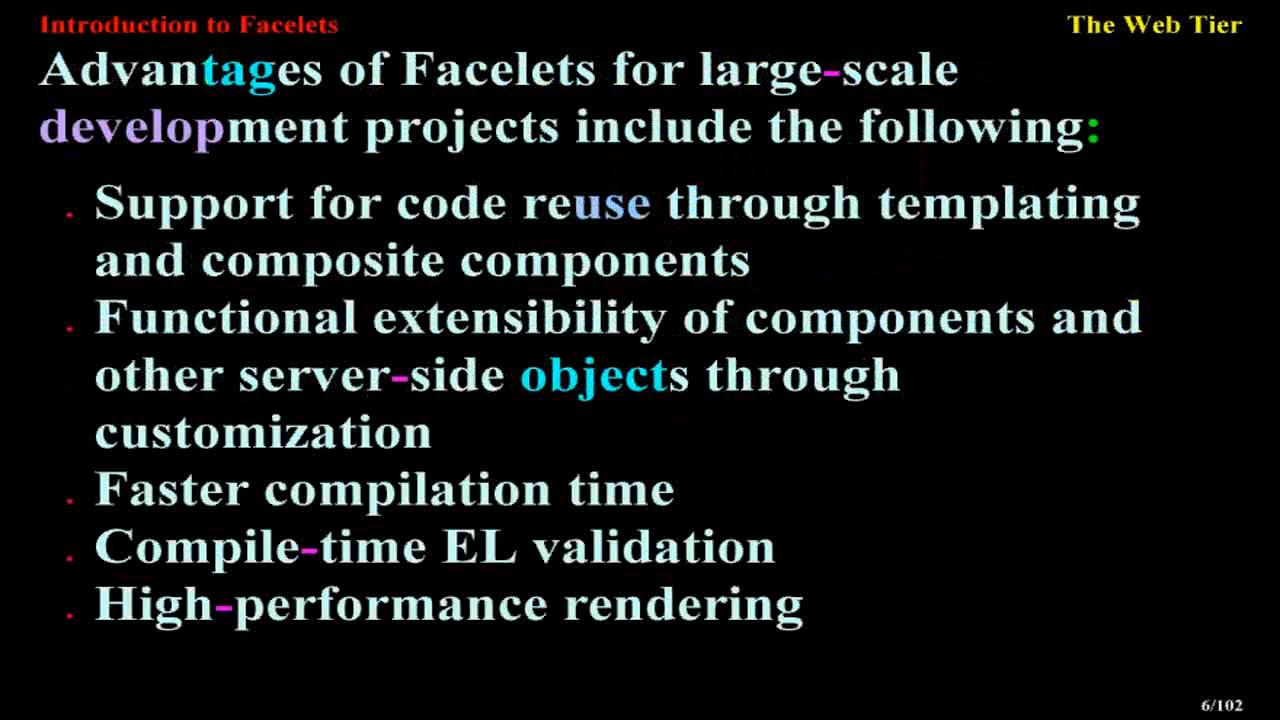 Introduction to Facelets
The Web Tier
Advantages of Facelets for large-scale
development projects include the following:
. Support for code reuse through templating
and composite components
. Functional extensibility of components and
other server-side objects through
customization
. Faster compilation time
. Compile-time EL validation
. High-performance rendering
6/102